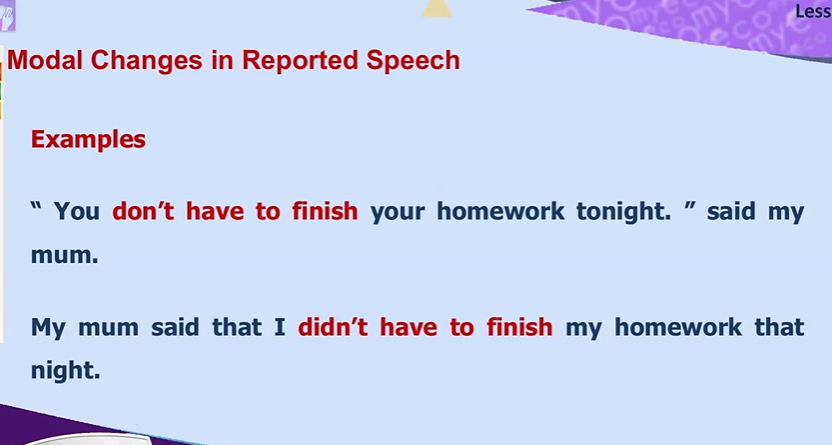 Less
Modal Changes in Reported Speech
Examples
“ You don’t have to finish your homework tonight. ” said my
mum.
My mum said that I didn’t have to finish my homework that
night.